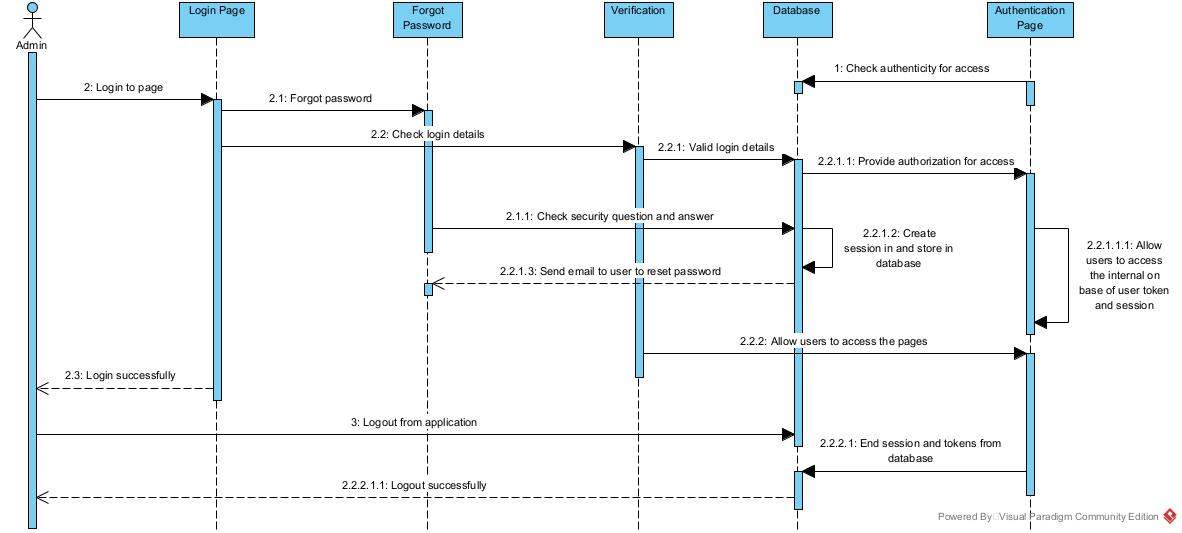 Login Page
Forgot
Password
Verification
Database
Authentication
Page
Admin
1: Check authenticity for access
2: Login to page
2.1: Forgot password
2.2: Check login details
2.2.1: Valid login details
2.2.1.1: Provide authorization for access
2.1.1: Check security question and answer
2.2.1.2: Create
session in and store in
database
2.2.1.1.1: Allow
users to access
the internal on
base of user token
and session
2.2.1.3: Send email to user to reset password
2.2.2: Allow users to access the pages
2.3: Login successfully
3: Logout from application
2.2.2.1: End session and tokens from
database
2.2.2.1.1: Logout successfully
Powered By Visual Paradigm Community Edition